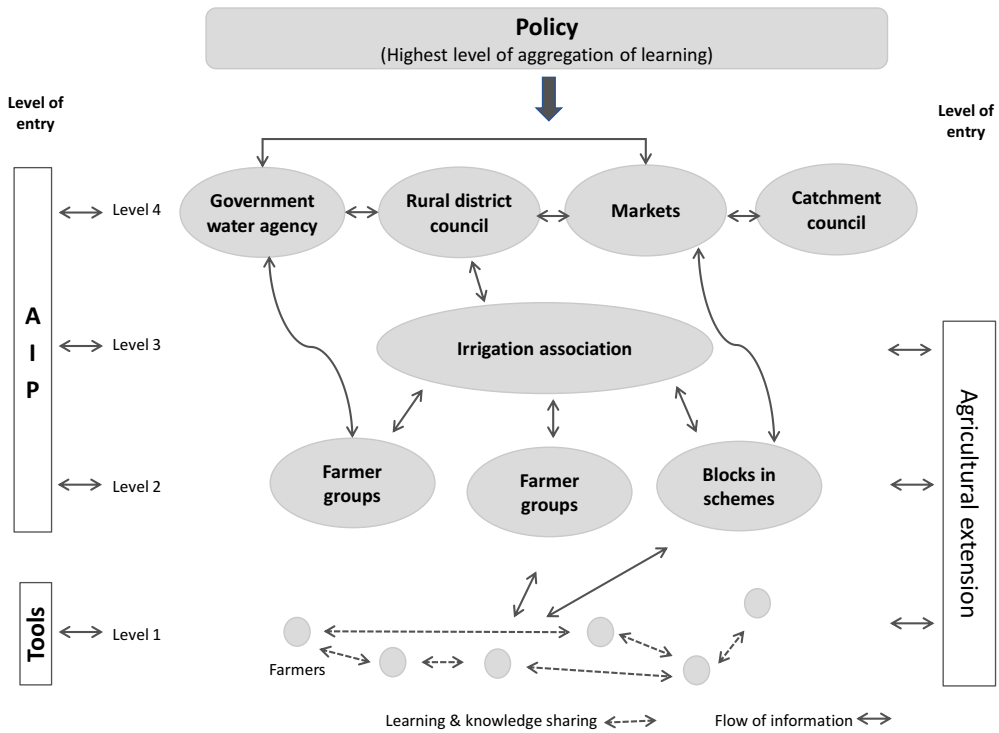 Policy
(Highest level of aggregation of learning)
Level of
entry
Level of
entry
Level 4
Government
water agency
Rural district
council
Markets
Catchment
council
A
I
P
Level 3
Irrigation association
Agricultural extension
Level 2
Farmer
groups
Farmer
groups
Blocks in
schemes
Tools
Level 1
Farmers
Learning & knowledge sharing
Flow of information